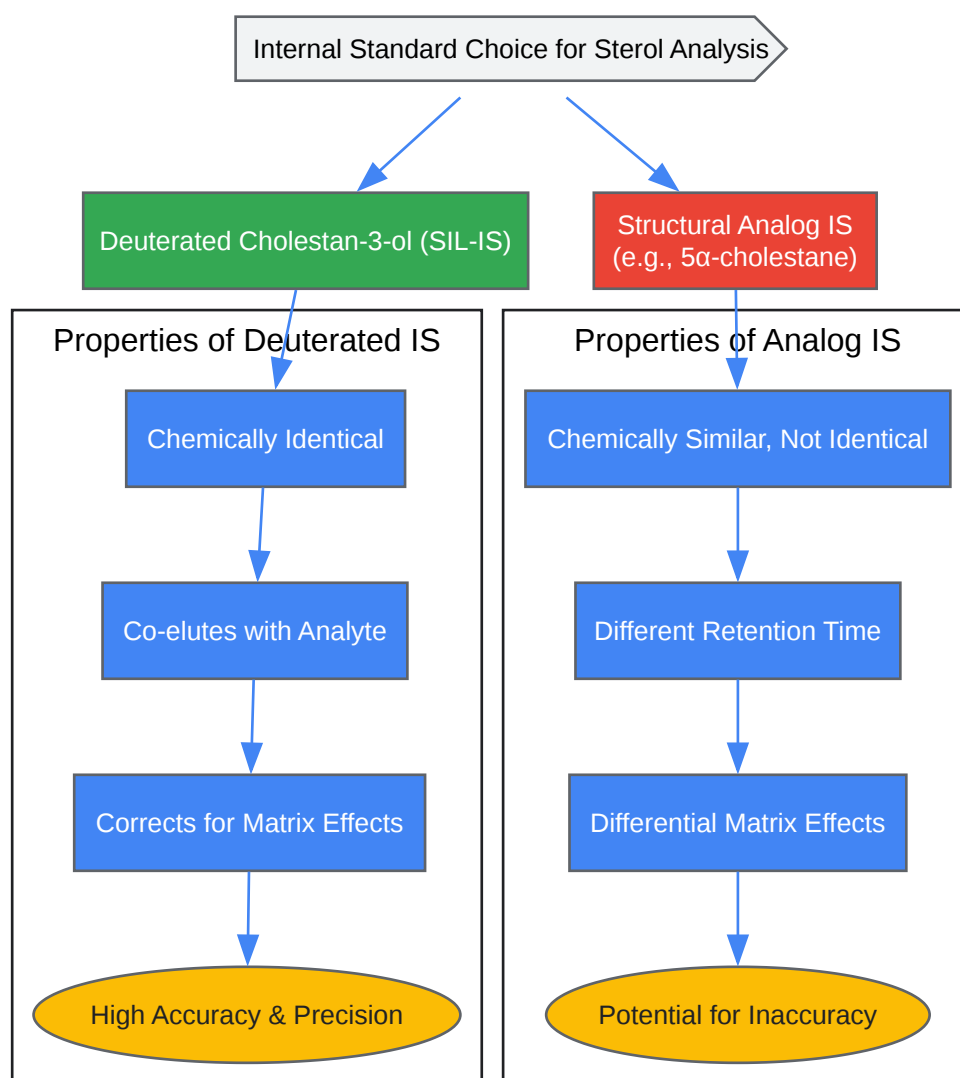 Internal Standard Choice for Sterol Analysis
Deuterated Cholestan-3-ol (SIL-IS)
Structural Analog IS
(e.g., 5α-cholestane)
Properties of Deuterated IS
Chemically Identical
Co-elutes with Analyte
Corrects for Matrix Effects
High Accuracy & Precision
Properties of Analog IS
Chemically Similar, Not Identical
Different Retention Time
Differential Matrix Effects
Potential for Inaccuracy